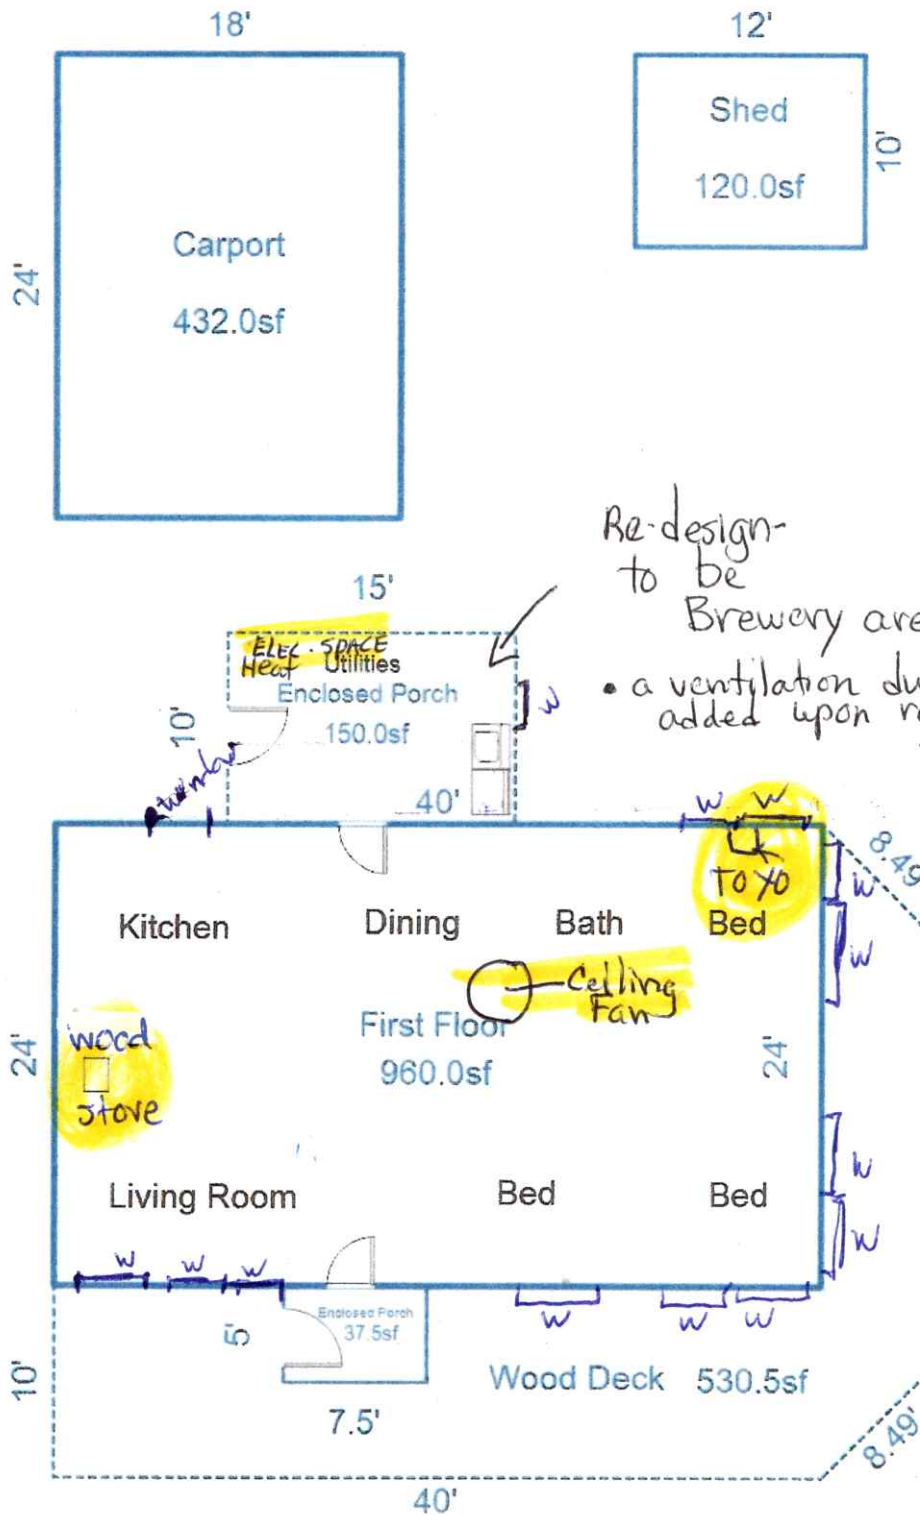 18'
12'
Shed
10'
120.0sf
Carport
24'
432.0sf
Re-design-
to be
Brewery are
15'
ELEC. SPACE
Heat Utilities
Enclosed Porch
• a ventilation du
added upon r
W
150.0sf
10'
window
40'
W W
8.49'
TOYO
W
Kitchen
Dining
Bath
Bed
W
Ceiling
Fan
First Floor
960.0sf
24'
24'
wood
stove
W
Living Room
Bed
Bed
W
W W W
W W W
Enclosed Porch
37.5sf
5'
10'
Wood Deck 530.5sf
7.5'
8.49'
40'